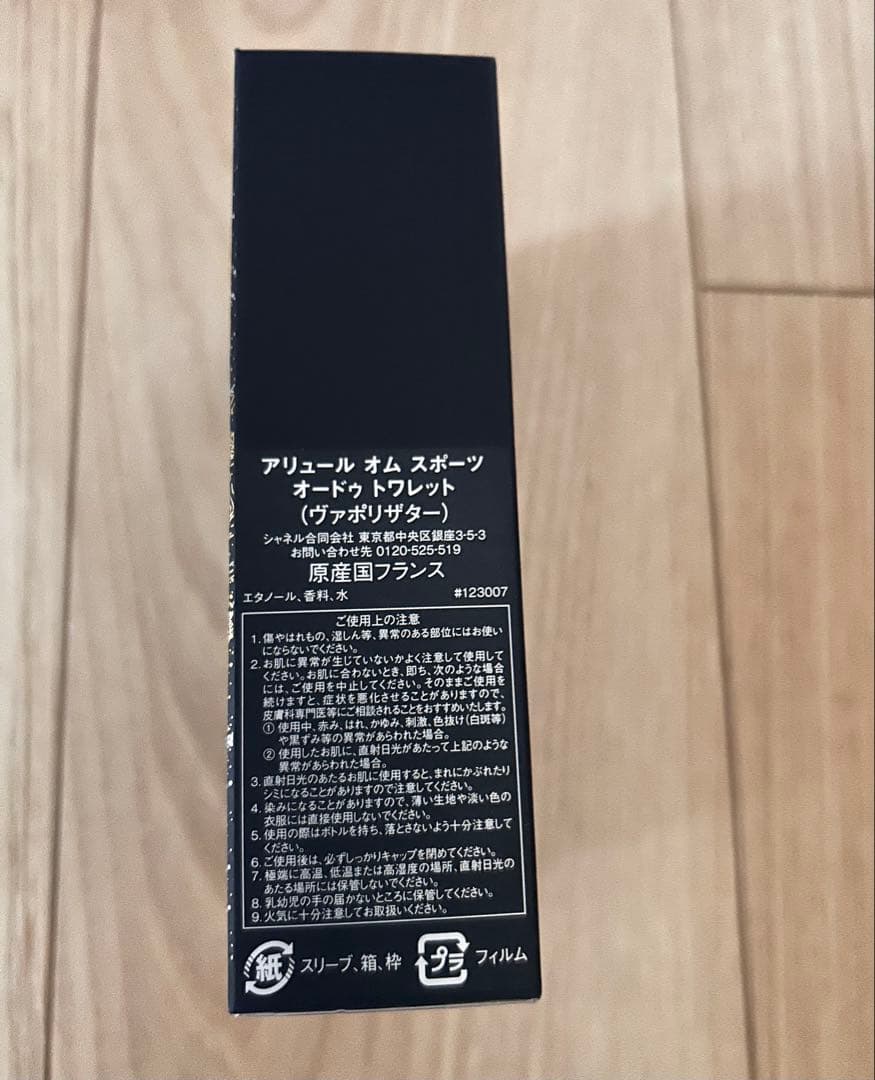 アリュール オム スポーツ
オードゥ トワレット
(ヴァポリザター)
シャネル合同会社 東京都中央区銀座3-5-3
お問い合わせ先 0120-525-519
原産国フランス
エタノール、香料、水 #123007
ご使用上の注意
1. 傷やはれもの、湿しん等、異常のある部位にはお使い
にならないでください。
2. お肌に異常が生じていないかよく注意して使用して
ください。お肌に合わないとき、即ち、次のような場合
には、ご使用を中止してください。そのままご使用を
続けますと、症状を悪化させることがありますので、
皮膚科専門医等にご相談されることをおすすめいたします。
① 使用中、赤み、はれ、かゆみ、刺激、色抜け(白斑等)
や黒ずみ等の異常があらわれた場合。
② 使用したお肌に、直射日光があたって上記のような
異常があらわれた場合。
3. 直射日光のあたるお肌に使用すると、まれにかぶれたり
シミになることがありますので注意してください。
4. 染みになることがありますので、薄い生地や淡い色の
衣服には直接使用しないでください。
5. 使用の際はボトルを持ち、落とさないよう十分注意して
ください。
6. ご使用後は、必ずしっかりキャップを閉めてください。
7. 極端に高温、低温または高湿度の場所、直射日光の
あたる場所には保管しないでください。
8. 乳幼児の手の届かないところに保管してください。
9. 火気に十分注意してお取扱いください。
紙 スリーブ、箱、枠 プラ フィルム